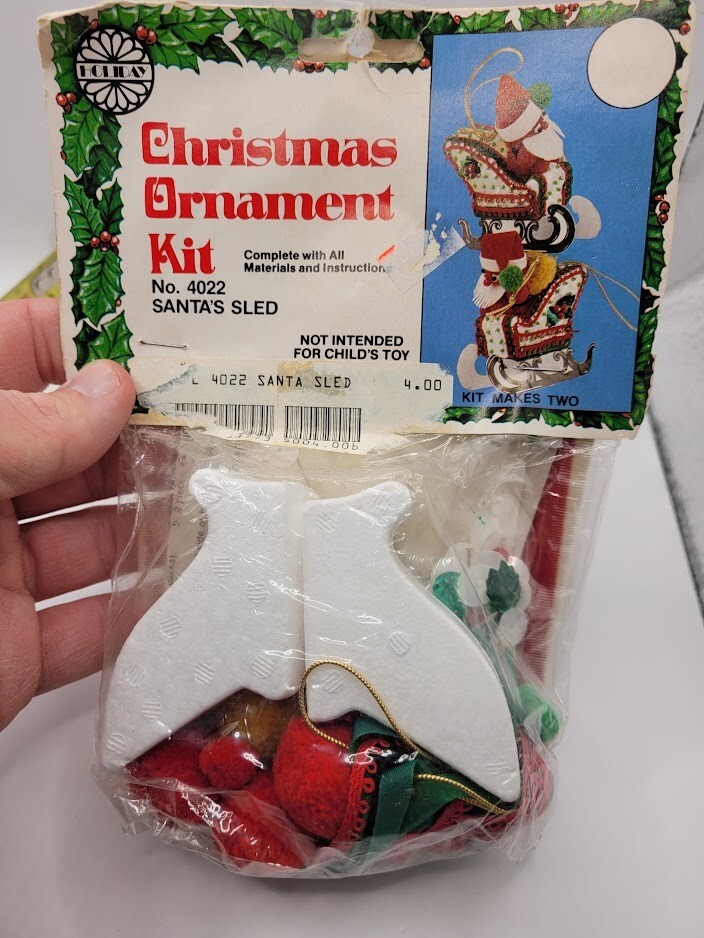 HOLIDAY
Christmas
Ornament
Kit
Complete with All
Materials and Instructions
No. 4022
SANTA'S SLED
NOT INTENDED
FOR CHILD'S TOY
L 4022 SANTA SLED 4.00
KIT MAKES TWO